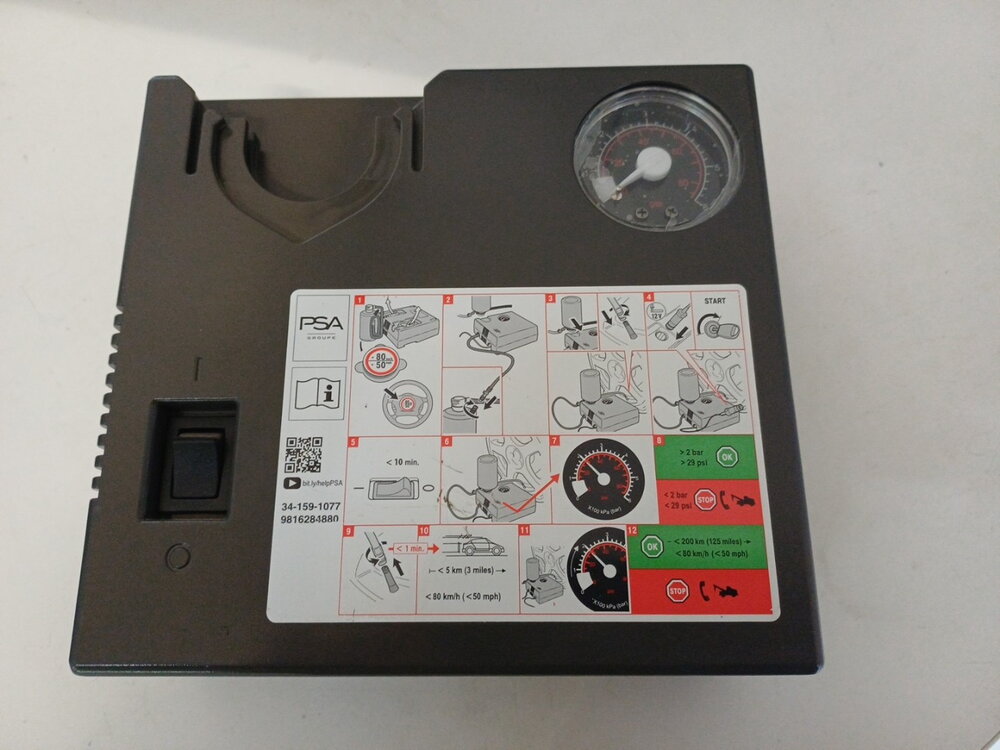 PSA
GROUPE
i
bit.ly/helpPSA
34-159-1077
9816284880
1
80
50
2
3
4
12V
START
5
< 10 min.
6
7
X100 kPa (bar)
8
> 2 bar
> 29 psi
OK
< 2 bar
< 29 psi
STOP
9
< 1 min.
10
< 5 km (3 miles)
< 80 km/h (< 50 mph)
11
X100 kPa (bar)
12
OK
< 200 km (125 miles)
< 80 km/h (< 50 mph)
STOP
I
O